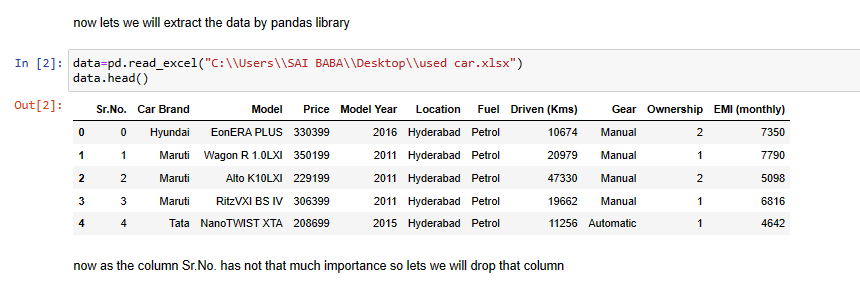 now lets we will extract the data by pandas library
In [2]: data=pd.read_excel("C:\\Users\\SAI BABA\\Desktop\\used car.xlsx")
data.head()
Out[2]:
Sr.No. Car Brand Model Price Model Year Location Fuel Driven (Kms) Gear Ownership EMI (monthly)
0 0 Hyundai EonERA PLUS 330399 2016 Hyderabad Petrol 10674 Manual 2 7350
1 1 Maruti Wagon R 1.0LXI 350199 2011 Hyderabad Petrol 20979 Manual 1 7790
2 2 Maruti Alto K10LXI 229199 2011 Hyderabad Petrol 47330 Manual 2 5098
3 3 Maruti RitzVXI BS IV 306399 2011 Hyderabad Petrol 19662 Manual 1 6816
4 4 Tata NanoTWIST XTA 208699 2015 Hyderabad Petrol 11256 Automatic 1 4642
now as the column Sr.No. has not that much importance so lets we will drop that column